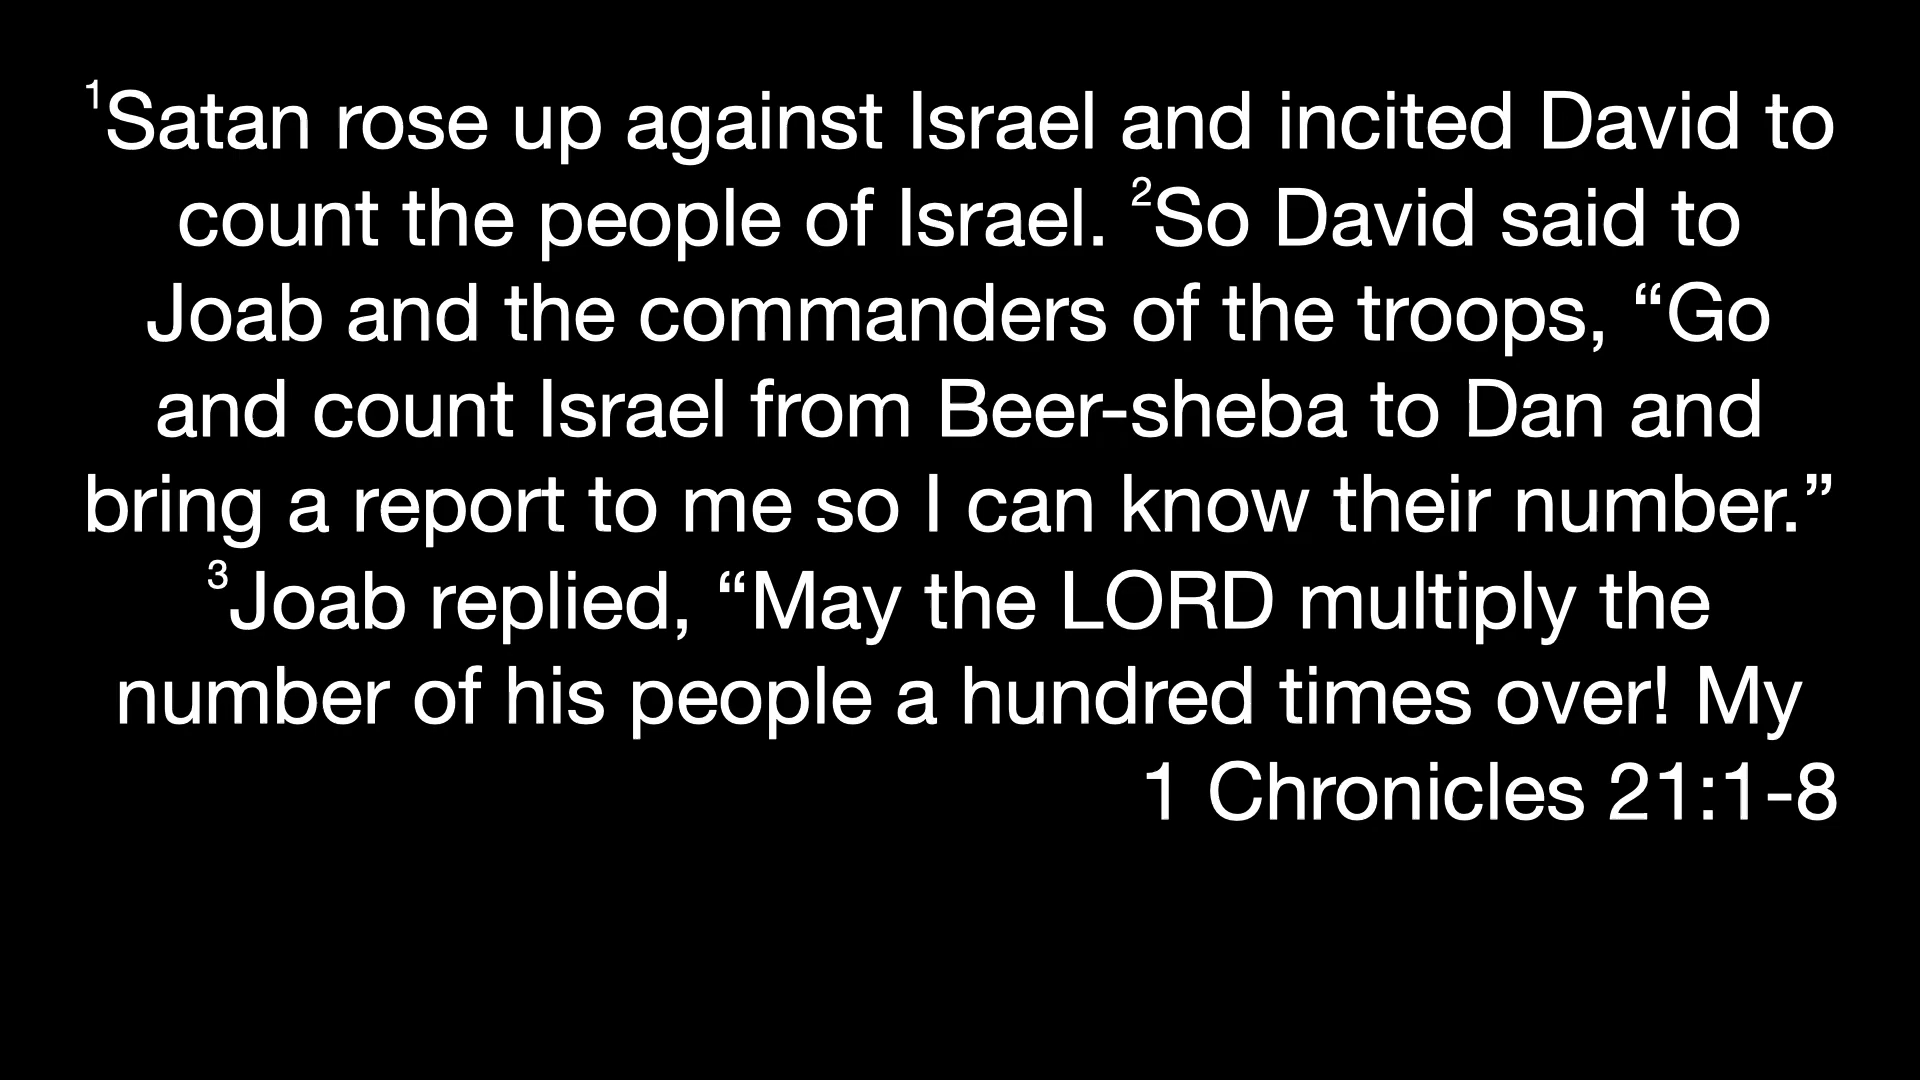 ¹Satan rose up against Israel and incited David to
count the people of Israel. ²So David said to
Joab and the commanders of the troops, “Go
and count Israel from Beer-sheba to Dan and
bring a report to me so I can know their number.”
³Joab replied, “May the LORD multiply the
number of his people a hundred times over! My
1 Chronicles 21:1-8